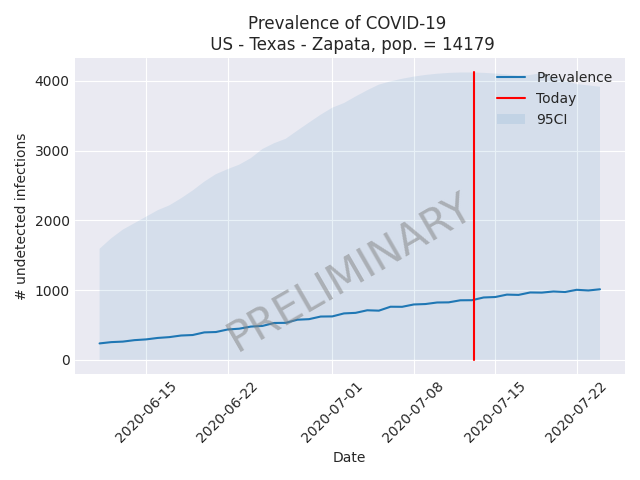 Prevalence of COVID-19
US - Texas - Zapata, pop. = 14179
Prevalence
Today
95CI
# undetected infections
4000
3000
2000
1000
0
PRELIMINARY
2020-06-15
2020-06-22
2020-07-01
2020-07-08
2020-07-15
2020-07-22
Date